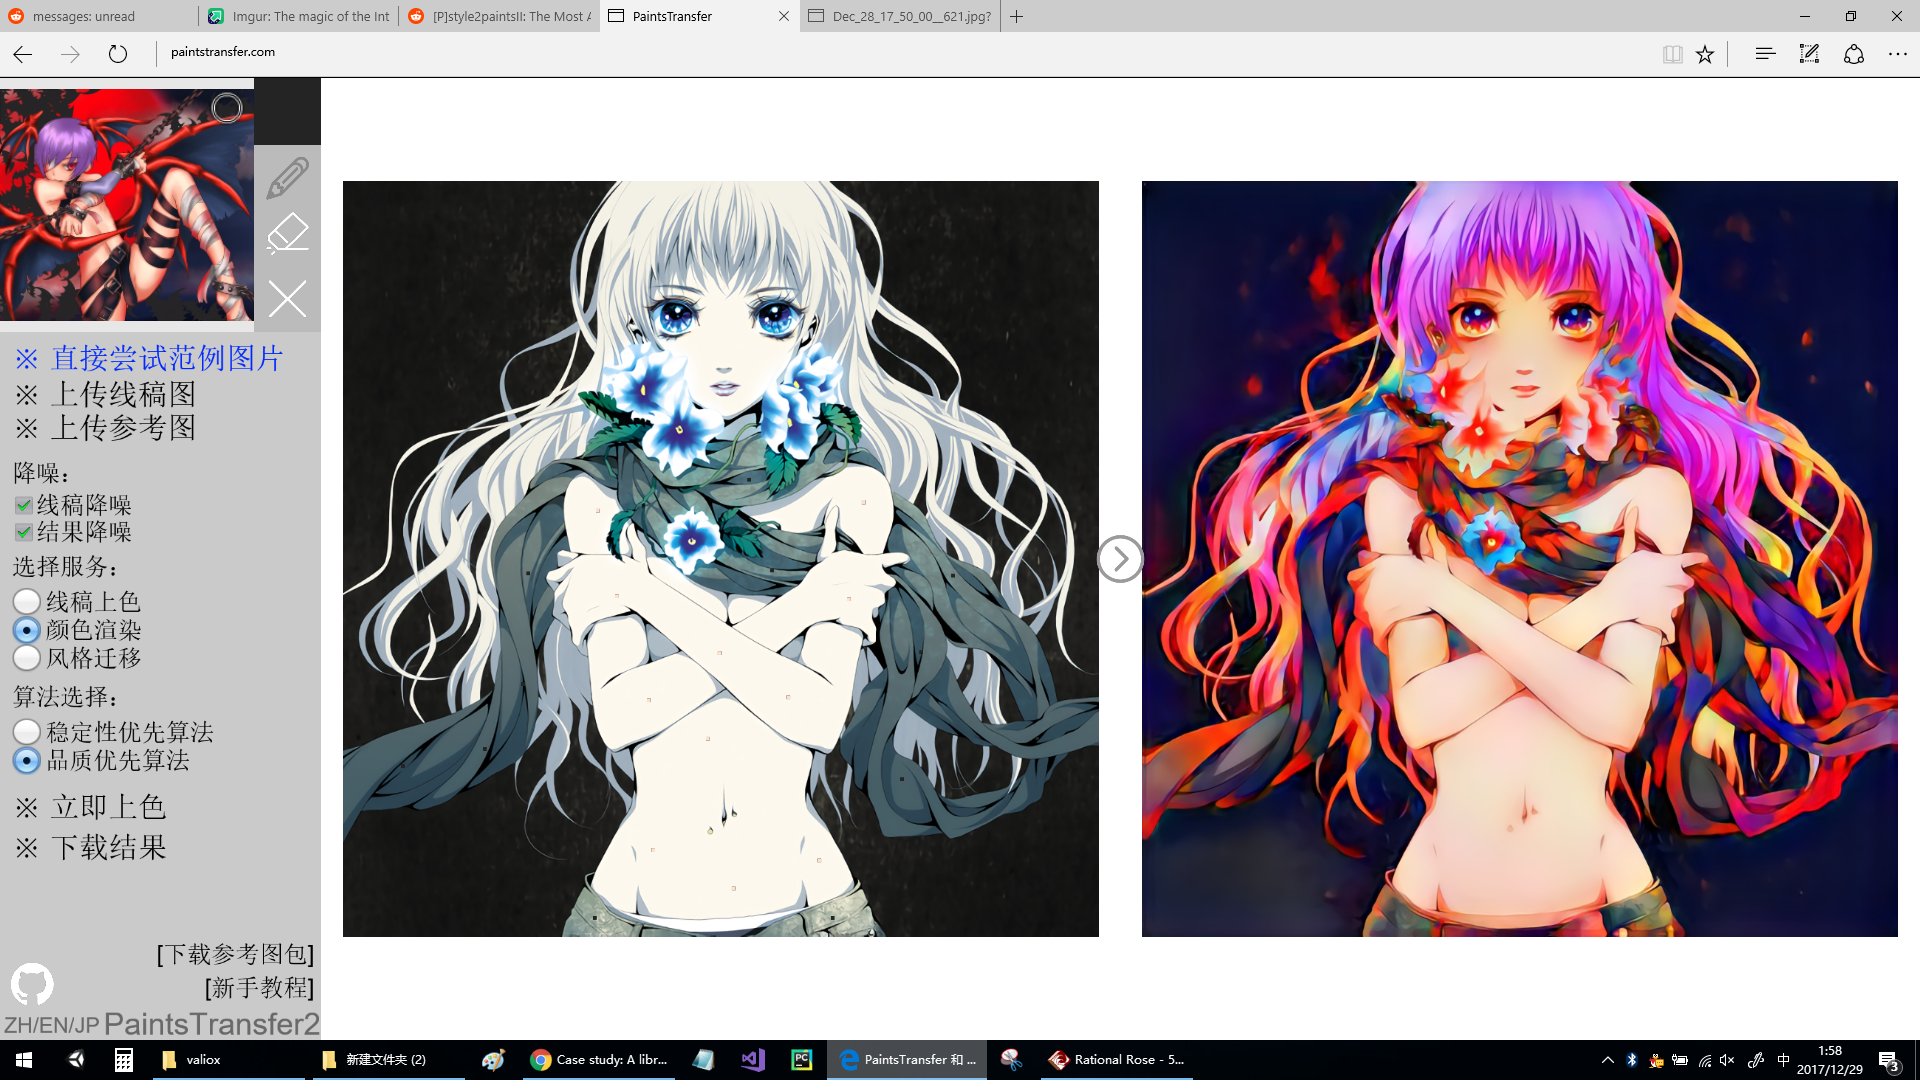 messages: unread
Imgur: The magic of the Int
[P]style2paintsII: The Most A
PaintsTransfer
Dec_28_17_50_00__621.jpg?
paintstransfer.com
※ 直接尝试范例图片
※ 上传线稿图
※ 上传参考图
降噪：
线稿降噪
结果降噪
选择服务：
线稿上色
颜色渲染
风格迁移
算法选择：
稳定性优先算法
品质优先算法
※ 立即上色
※ 下载结果
[下载参考图包]
[新手教程]
ZH/EN/JP PaintsTransfer2
valiox
新建文件夹 (2)
Case study: A libr...
PC
PaintsTransfer 和 ...
Rational Rose - 5...
中
1:58
2017/12/29
3